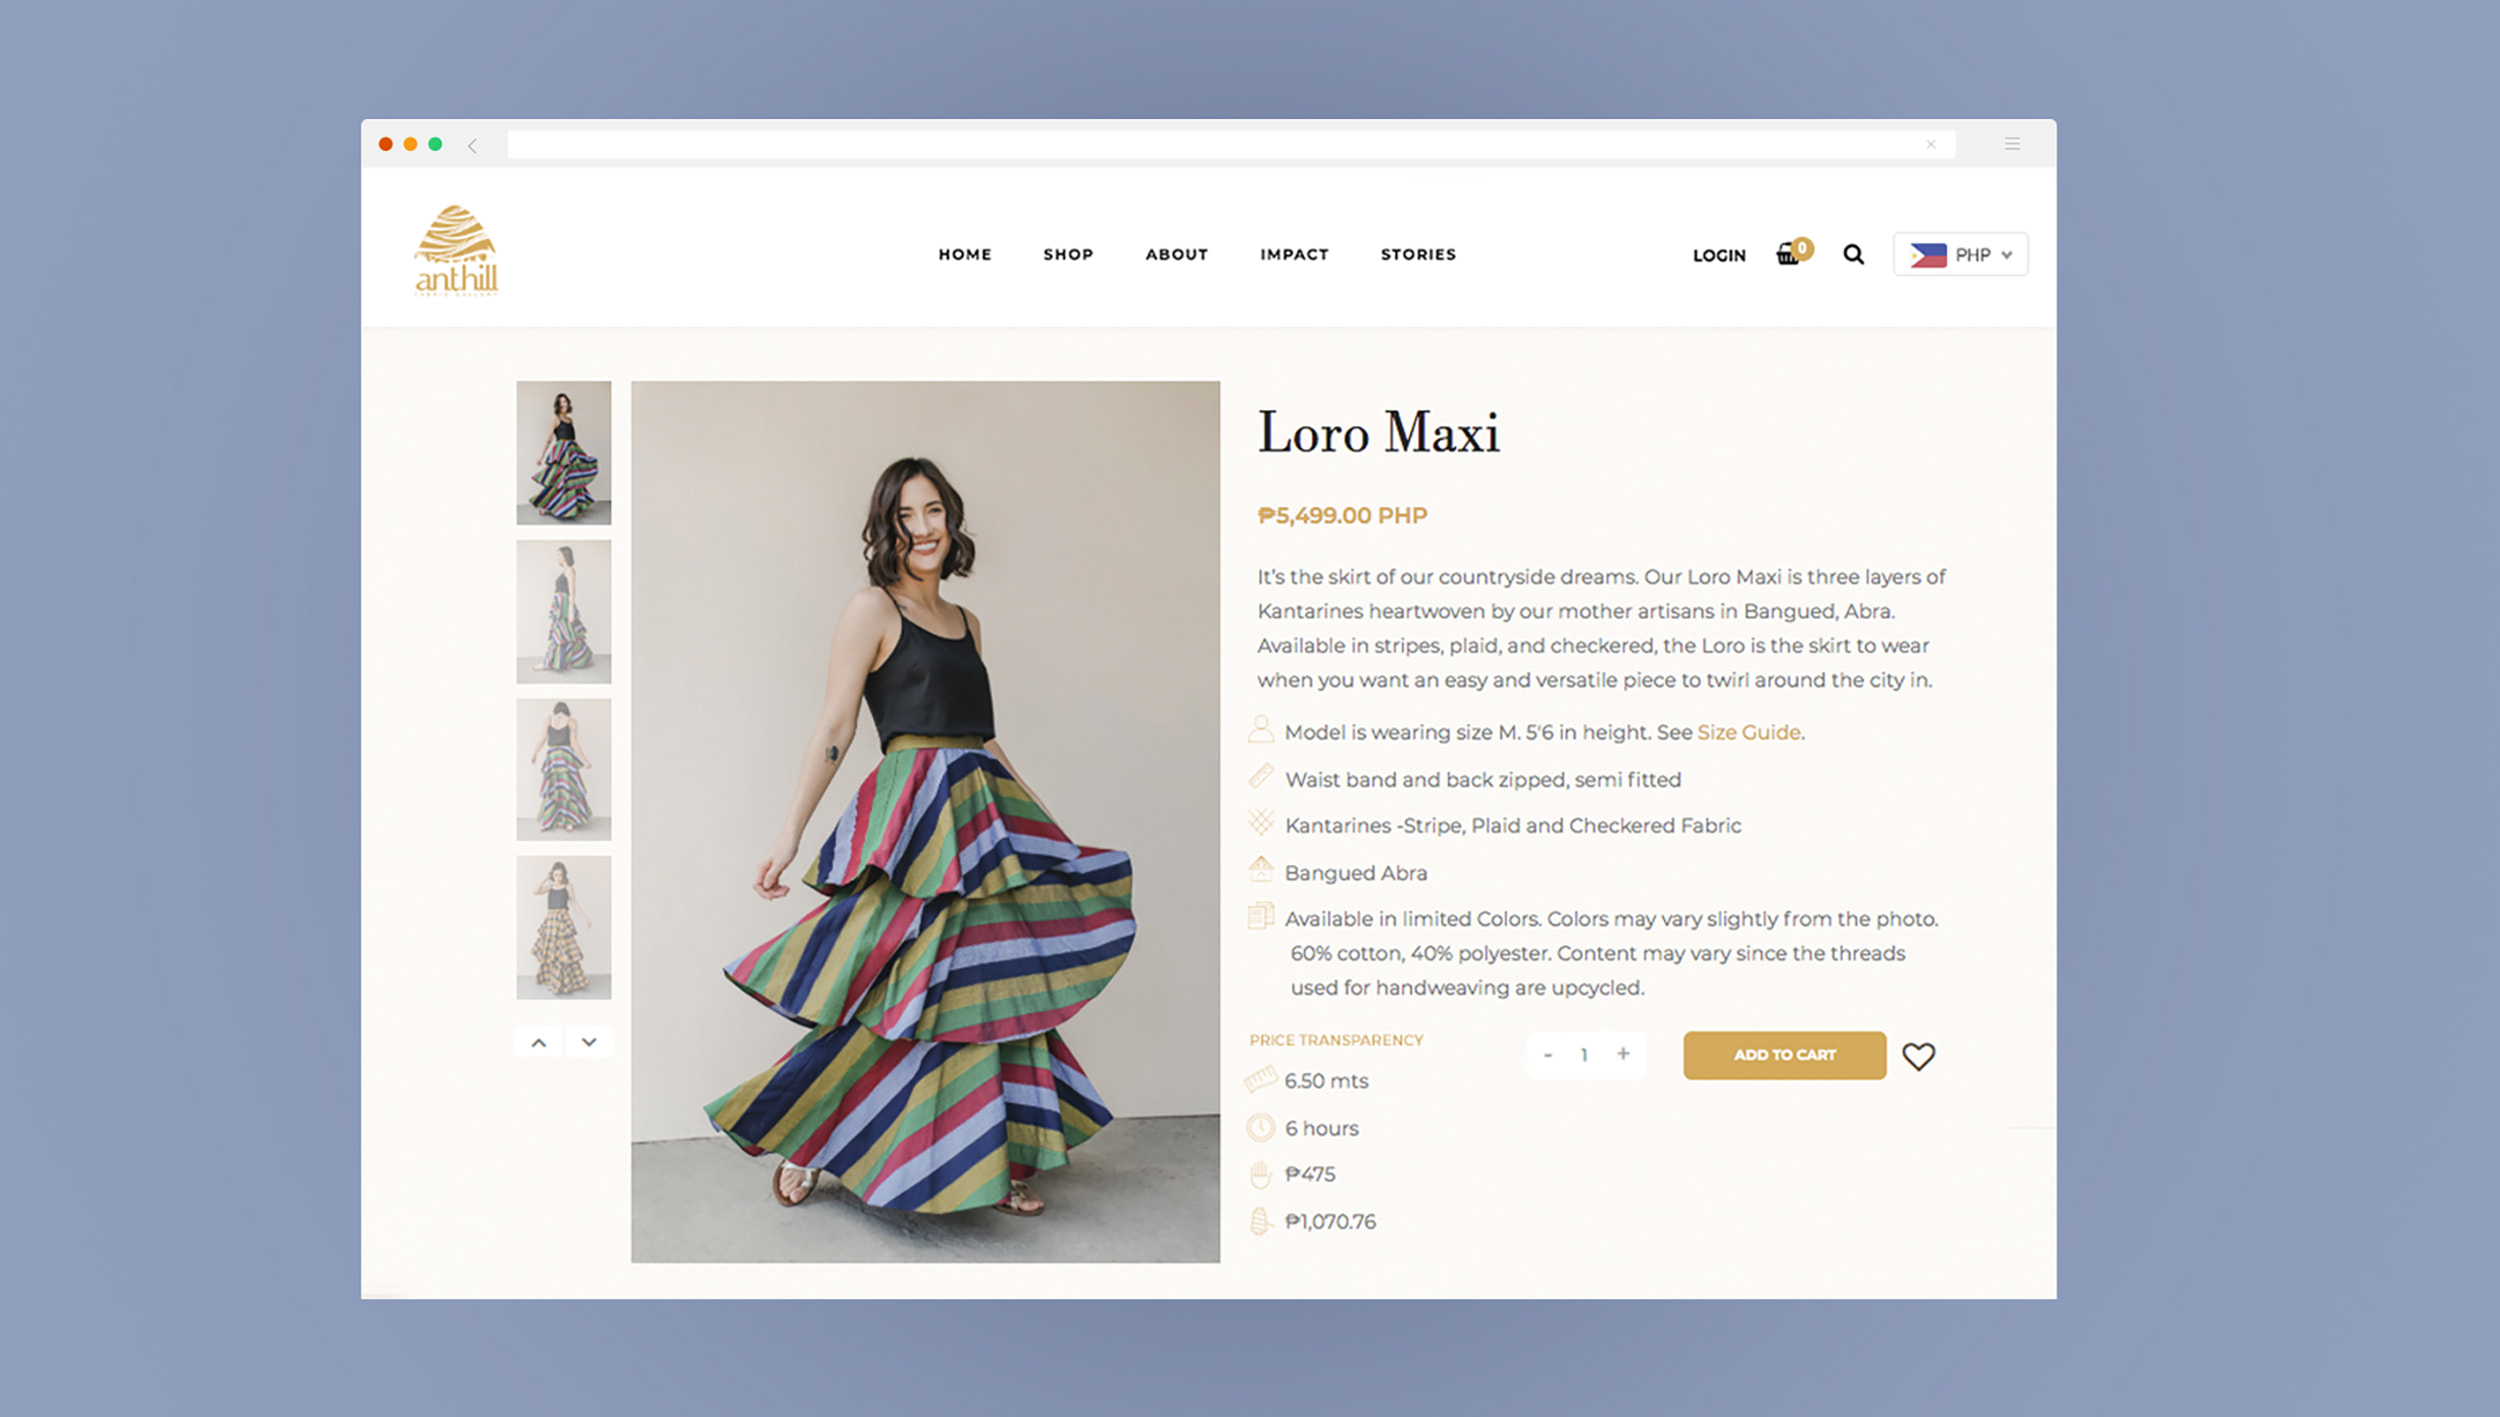 anthill
FABRIC GALLERY
HOME
SHOP
ABOUT
IMPACT
STORIES
LOGIN
0
PHP
Loro Maxi
₱5,499.00 PHP
It's the skirt of our countryside dreams. Our Loro Maxi is three layers of
Kantarines heartwoven by our mother artisans in Bangued, Abra.
Available in stripes, plaid, and checkered, the Loro is the skirt to wear
when you want an easy and versatile piece to twirl around the city in.
Model is wearing size M. 5'6 in height. See Size Guide.
Waist band and back zipped, semi fitted
Kantarines -Stripe, Plaid and Checkered Fabric
Bangued Abra
Available in limited Colors. Colors may vary slightly from the photo.
60% cotton, 40% polyester. Content may vary since the threads
used for handweaving are upcycled.
PRICE TRANSPARENCY
- 1 +
ADD TO CART
6.50 mts
6 hours
₱475
₱1,070.76